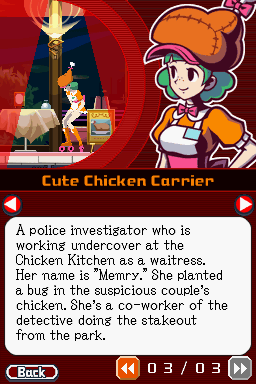 Cute Chicken Carrier
A police investigator who is
working undercover at the
Chicken Kitchen as a waitress.
Her name is "Memry." She planted
a bug in the suspicious couple's
chicken. She's a co-worker of the
detective doing the stakeout
from the park.
Back
03/03